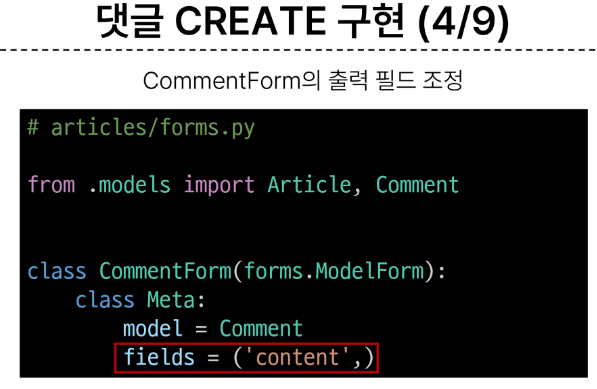 댓글 CREATE 구현 (4/9)
CommentForm의 출력 필드 조정
# articles/forms.py
from .models import Article, Comment
class CommentForm(forms.ModelForm):
    class Meta:
        model = Comment
        fields = ('content',)